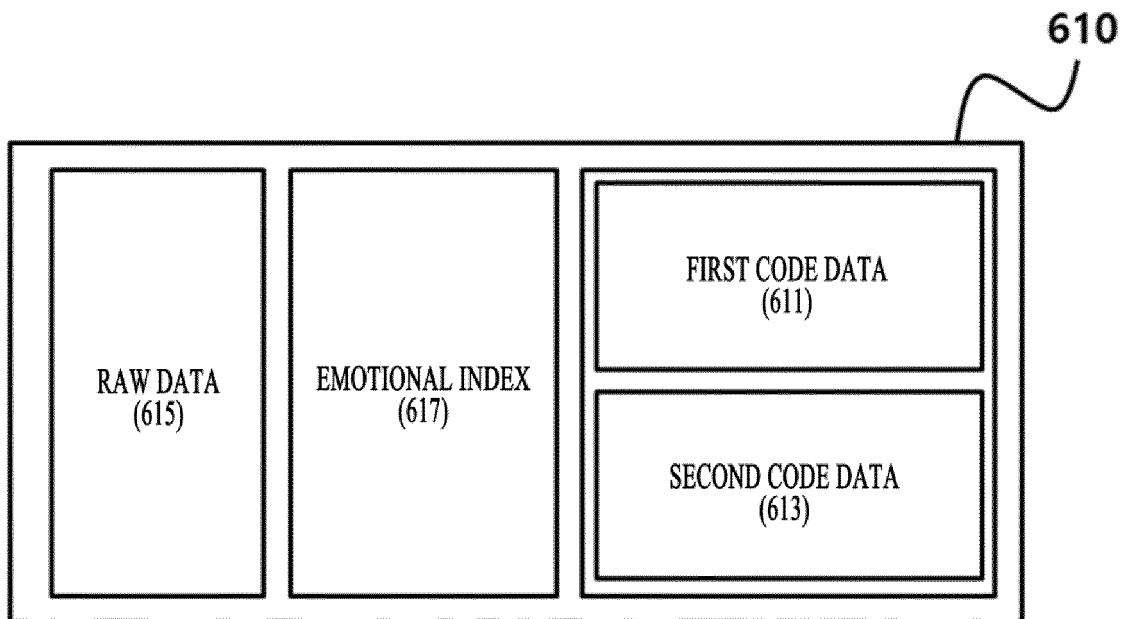 610
RAW DATA
(615)
EMOTIONAL INDEX
(617)
FIRST CODE DATA
(611)
SECOND CODE DATA
(613)